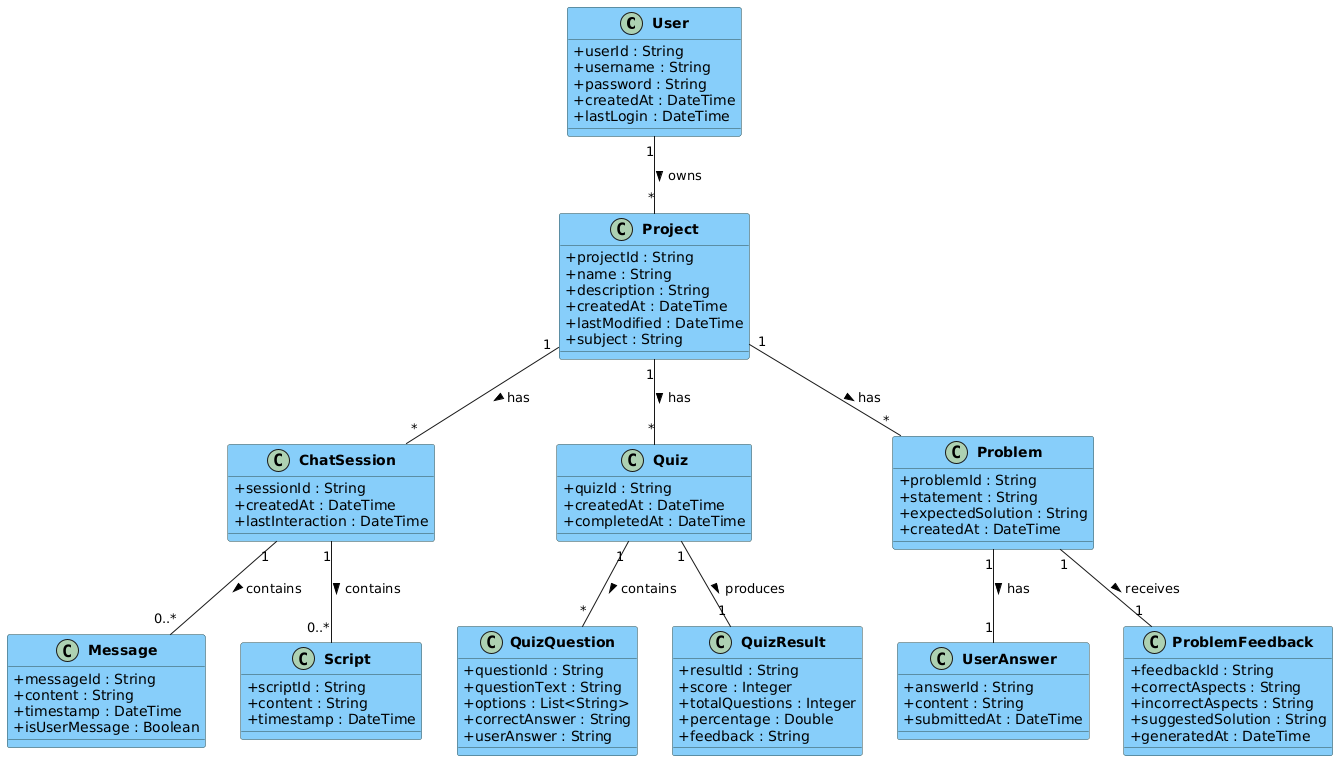 C User
+userId : String
+username : String
+password : String
+createdAt : DateTime
+lastLogin : DateTime
1
owns
*
C Project
+projectId : String
+name : String
+description : String
+createdAt : DateTime
+lastModified : DateTime
+subject : String
1
has
*
1
has
*
1
has
*
C ChatSession
+sessionId : String
+createdAt : DateTime
+lastInteraction : DateTime
C Quiz
+quizId : String
+createdAt : DateTime
+completedAt : DateTime
C Problem
+problemId : String
+statement : String
+expectedSolution : String
+createdAt : DateTime
1
contains
0..*
1
contains
0..*
1
contains
*
1
produces
1
1
has
1
1
receives
1
C Message
+messageId : String
+content : String
+timestamp : DateTime
+isUserMessage : Boolean
C Script
+scriptId : String
+content : String
+timestamp : DateTime
C QuizQuestion
+questionId : String
+questionText : String
+options : List<String>
+correctAnswer : String
+userAnswer : String
C QuizResult
+resultId : String
+score : Integer
+totalQuestions : Integer
+percentage : Double
+feedback : String
C UserAnswer
+answerId : String
+content : String
+submittedAt : DateTime
C ProblemFeedback
+feedbackId : String
+correctAspects : String
+incorrectAspects : String
+suggestedSolution : String
+generatedAt : DateTime